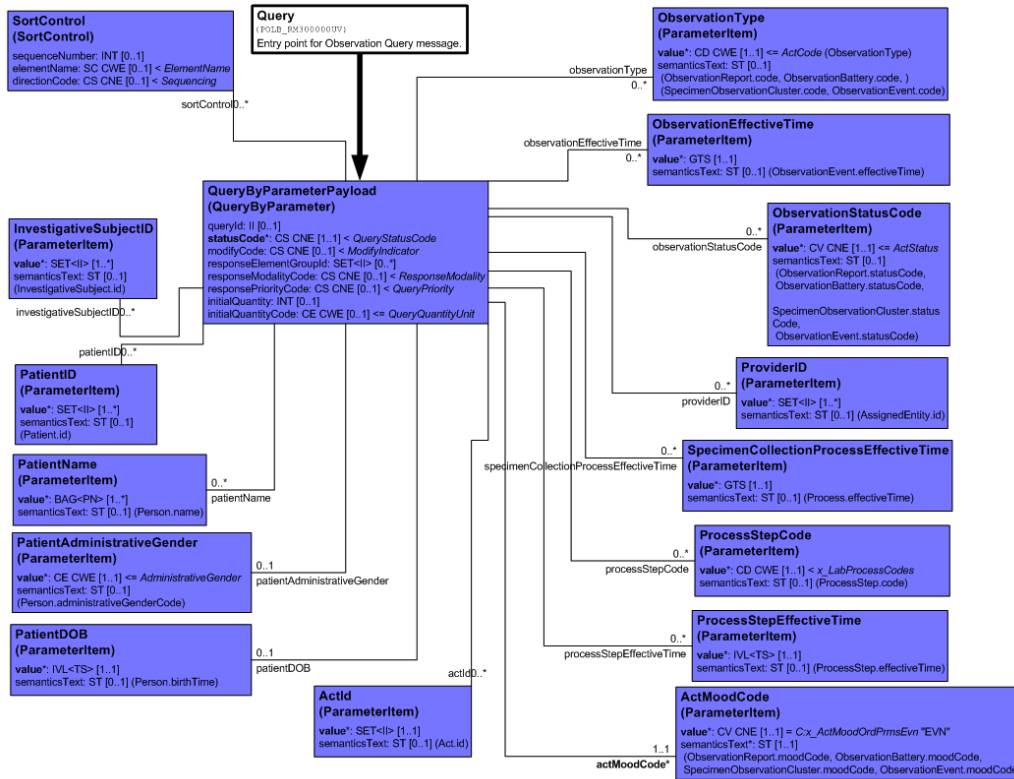 SortControl
(SortControl)
sequenceNumber: INT [0..1]
elementName: SC CWE [0..1] < ElementName
directionCode: CS CNE [0..1] < Sequencing
sortControl0..*
Query
(POLB_RM300000UV)
Entry point for Observation Query message.
ObservationType
(ParameterItem)
value*: CD CWE [1..1] <= ActCode (ObservationType)
semanticsText: ST [0..1]
(ObservationReport.code, ObservationBattery.code, )
(SpecimenObservationCluster.code, ObservationEvent.code)
observationType
0..*
ObservationEffectiveTime
(ParameterItem)
value*: GTS [1..1]
semanticsText: ST [0..1] (ObservationEvent.effectiveTime)
observationEffectiveTime
0..*
QueryByParameterPayload
(QueryByParameter)
queryId: II [0..1]
statusCode*: CS CNE [1..1] < QueryStatusCode
modifyCode: CS CNE [0..1] < ModifyIndicator
responseElementGroupId: SET<II> [0..*]
responseModalityCode: CS CNE [0..1] < ResponseModality
responsePriorityCode: CS CNE [0..1] < QueryPriority
initialQuantity: INT [0..1]
initialQuantityCode: CE CWE [0..1] <= QueryQuantityUnit
ObservationStatusCode
(ParameterItem)
value*: CV CNE [1..1] <= ActStatus
semanticsText: ST [0..1]
(ObservationReport.statusCode,
ObservationBattery.statusCode,
SpecimenObservationCluster.status
Code,
ObservationEvent.statusCode)
0..*
observationStatusCode
InvestigativeSubjectID
(ParameterItem)
value*: SET<II> [1..*]
semanticsText: ST [0..1]
(InvestigativeSubject.id)
investigativeSubjectID0..*
patientID0..*
PatientID
(ParameterItem)
value*: SET<II> [1..*]
semanticsText: ST [0..1]
(Patient.id)
ProviderID
(ParameterItem)
value*: SET<II> [1..*]
semanticsText: ST [0..1] (AssignedEntity.id)
0..*
providerID
PatientName
(ParameterItem)
value*: BAG<PN> [1..*]
semanticsText: ST [0..1] (Person.name)
0..*
patientName
SpecimenCollectionProcessEffectiveTime
(ParameterItem)
value*: GTS [1..1]
semanticsText: ST [0..1] (Process.effectiveTime)
0..*
specimenCollectionProcessEffectiveTime
PatientAdministrativeGender
(ParameterItem)
value*: CE CWE [1..1] <= AdministrativeGender
semanticsText: ST [0..1]
(Person.administrativeGenderCode)
0..1
patientAdministrativeGender
ProcessStepCode
(ParameterItem)
value*: CD CWE [1..1] < x_LabProcessCodes
semanticsText: ST [0..1] (ProcessStep.code)
0..*
processStepCode
PatientDOB
(ParameterItem)
value*: IVL<TS> [1..1]
semanticsText: ST [0..1] (Person.birthTime)
0..1
patientDOB
ProcessStepEffectiveTime
(ParameterItem)
value*: IVL<TS> [1..1]
semanticsText: ST [0..1] (ProcessStep.effectiveTime)
0..*
processStepEffectiveTime
actId0..*
ActId
(ParameterItem)
value*: SET<II> [1..1]
semanticsText: ST [0..1] (Act.id)
ActMoodCode
(ParameterItem)
value*: CV CNE [1..1] = C:x_ActMoodOrdPrmsEvn "EVN"
semanticsText*: ST [1..1]
(ObservationReport.moodCode, ObservationBattery.moodCode,
SpecimenObservationCluster.moodCode, ObservationEvent.moodCode)
1..1
actMoodCode*